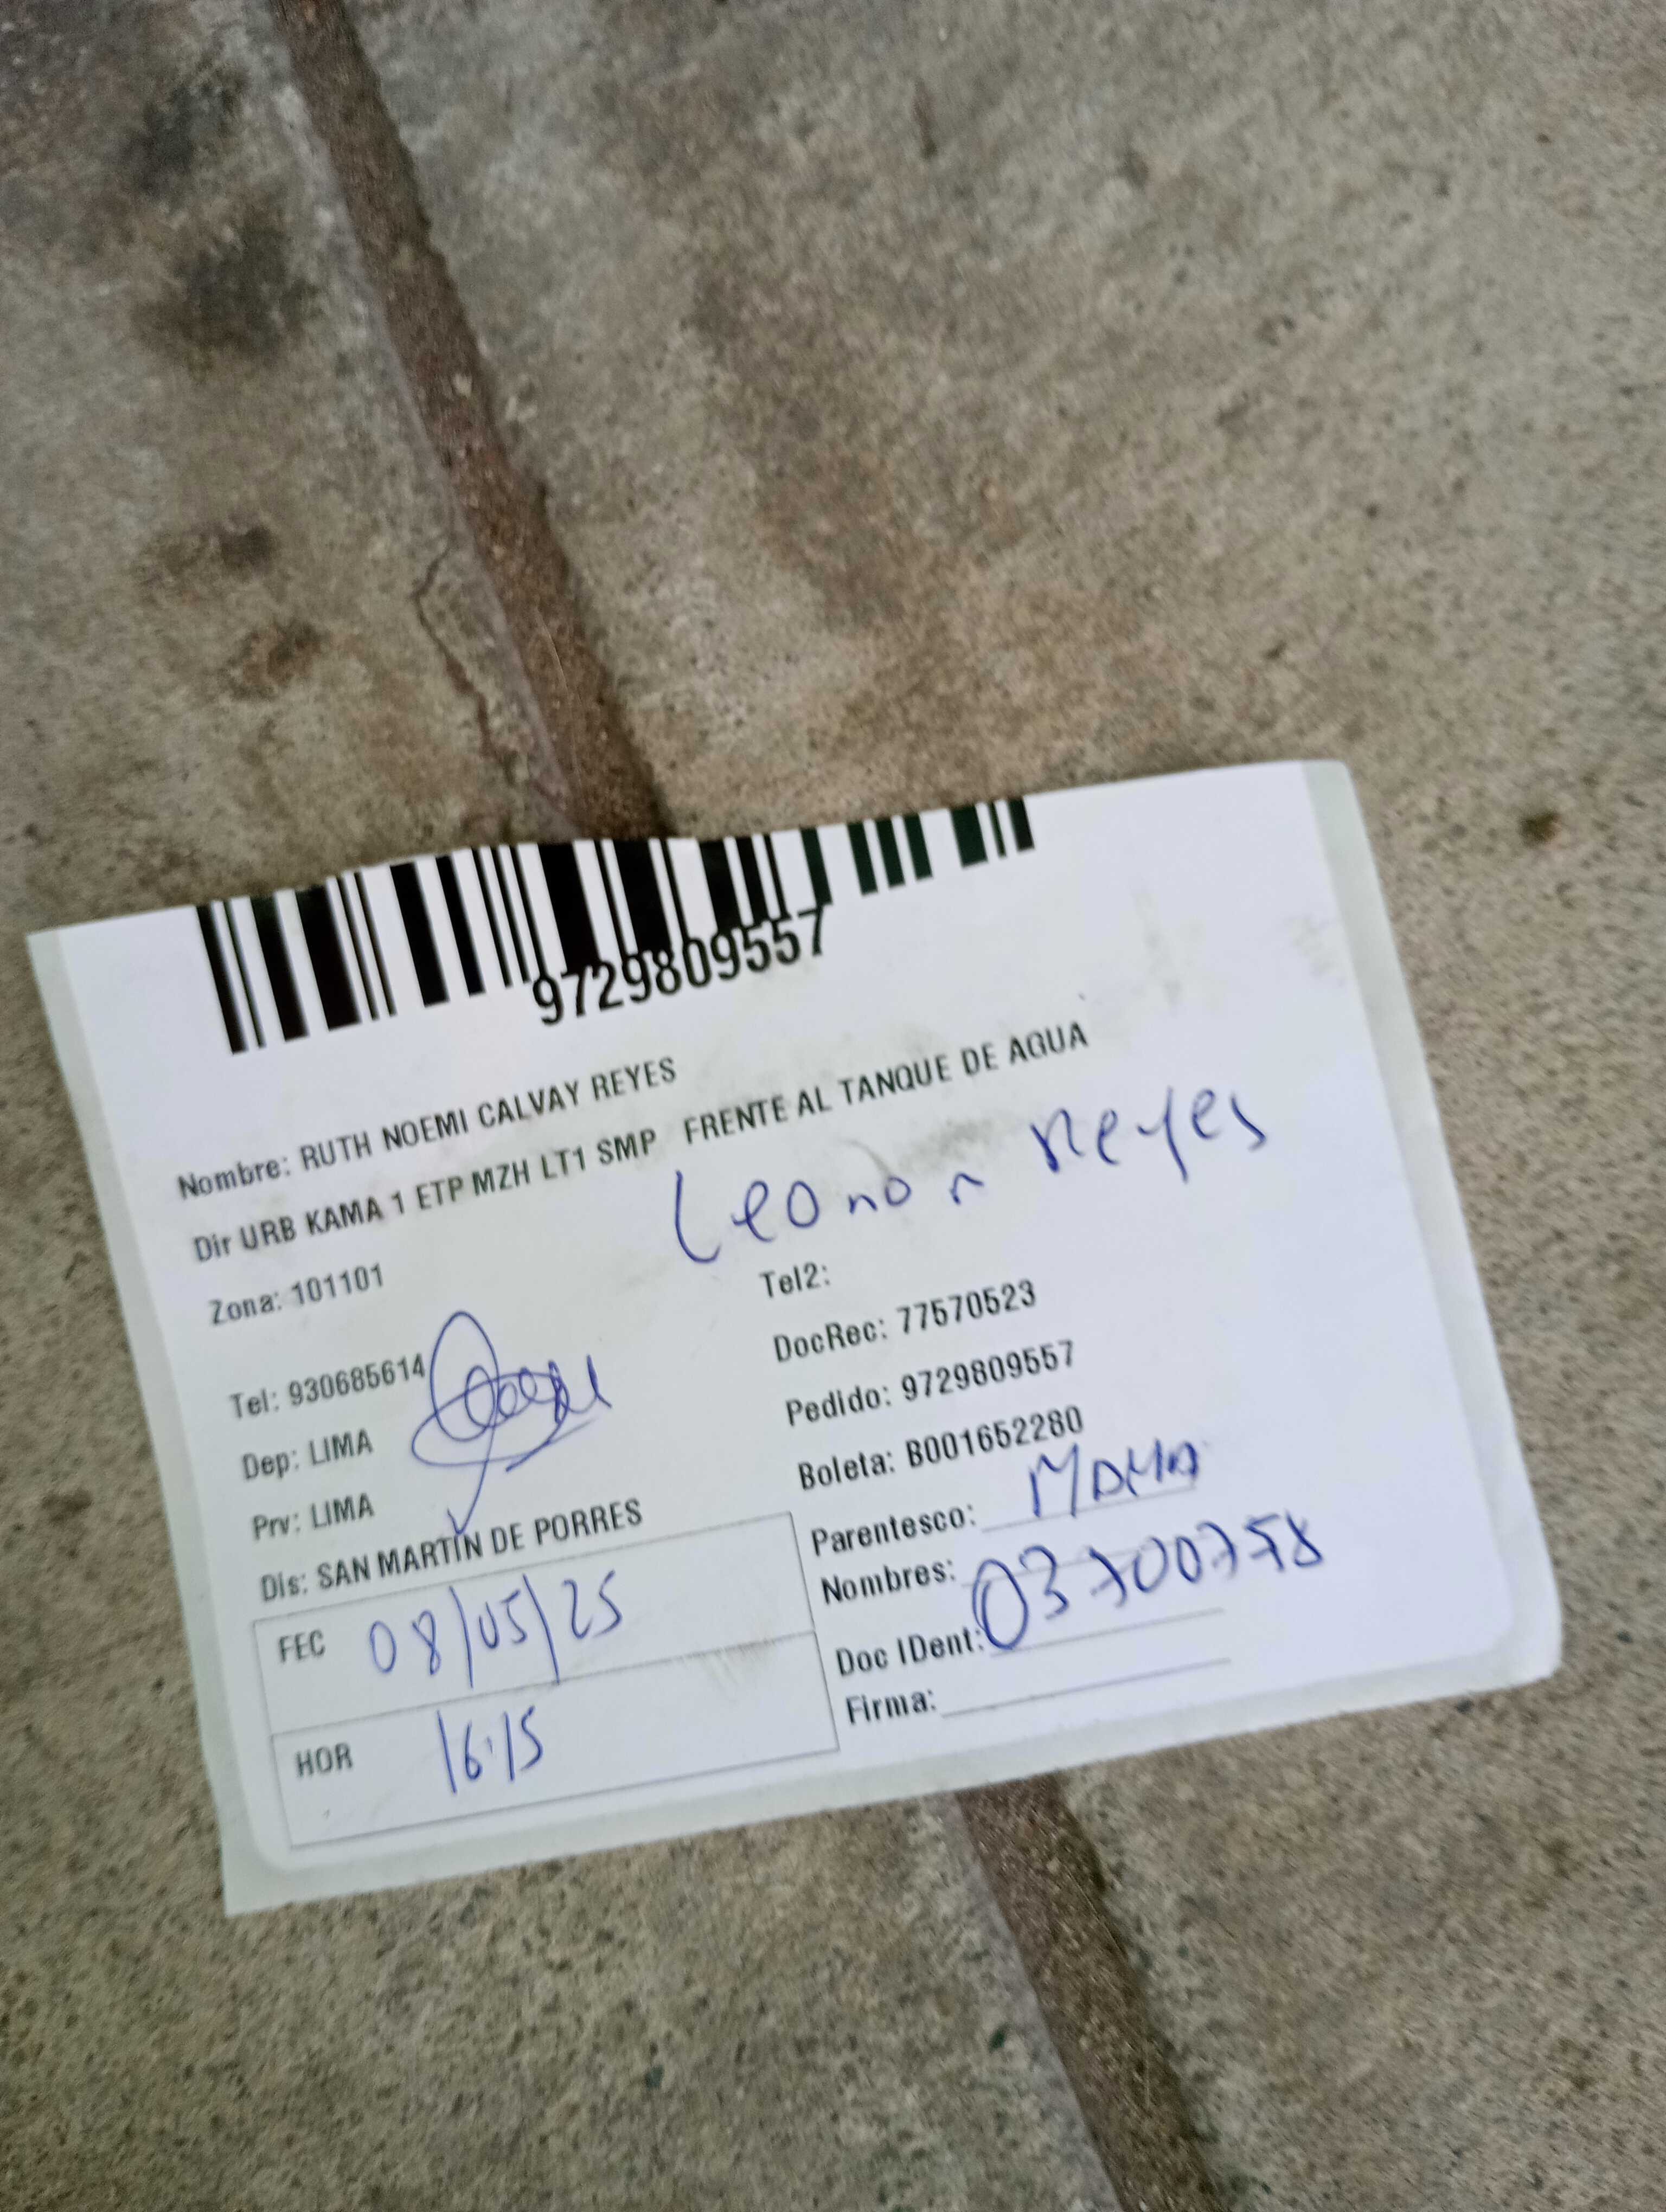 9729809557
Nombre: RUTH NOEMI CALVAY REYES
Dir URB KAMA 1 ETP MZH LT1 SMP FRENTE AL TANQUE DE AGUA
Leonor Reyes
Zona: 101101
Tel2:
Tel: 930685614
DocRec: 77570523
Dep: LIMA
Pedido: 9729809557
Prv: LIMA
Boleta: B001652280
Dis: SAN MARTIN DE PORRES
Parentesco: MAMA
Nombres:
FEC 08/05/25
Doc IDent: 03700758
Firma:
HOR 16:15